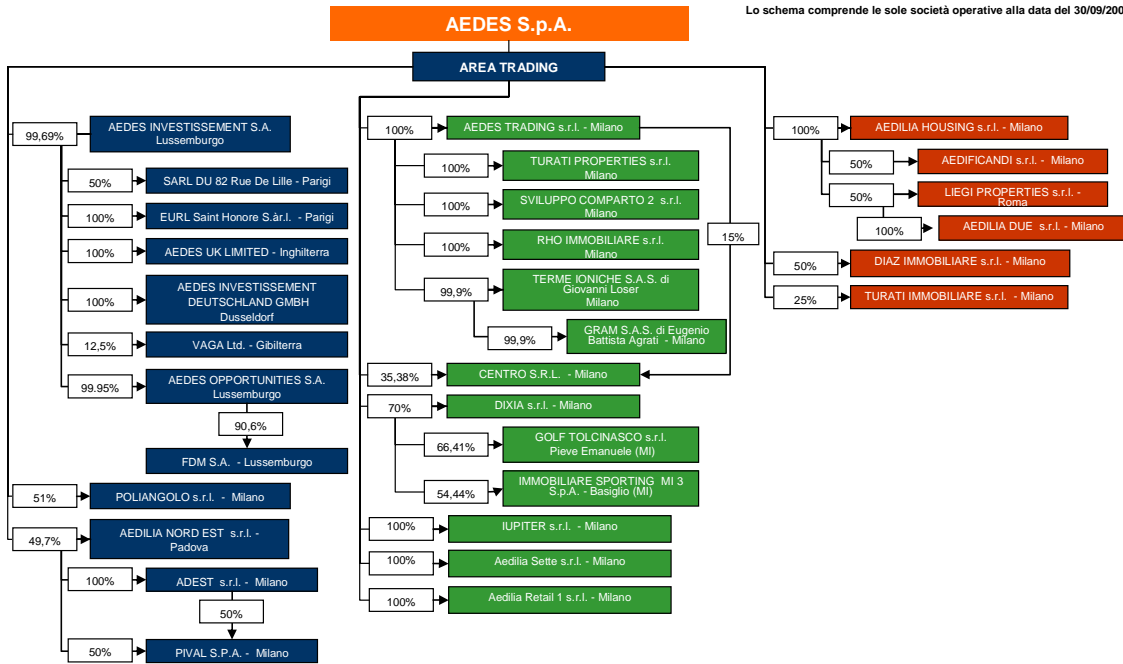 Lo schema comprende le sole società operative alla data del 30/09/200
AEDES S.p.A.
AREA TRADING
99,69%
AEDES INVESTISSEMENT S.A.
Lussemburgo
50%
SARL DU 82 Rue De Lille - Parigi
100%
EURL Saint Honore S.àr.l. - Parigi
100%
AEDES UK LIMITED - Inghilterra
100%
AEDES INVESTISSEMENT
DEUTSCHLAND GMBH
Dusseldorf
12,5%
VAGA Ltd. - Gibilterra
99.95%
AEDES OPPORTUNITIES S.A.
Lussemburgo
90,6%
FDM S.A. - Lussemburgo
51%
POLIANGOLO s.r.l. - Milano
49,7%
AEDILIA NORD EST s.r.l. -
Padova
100%
ADEST s.r.l. - Milano
50%
50%
PIVAL S.P.A. - Milano
100%
AEDES TRADING s.r.l. - Milano
100%
TURATI PROPERTIES s.r.l.
Milano
100%
SVILUPPO COMPARTO 2 s.r.l.
Milano
100%
RHO IMMOBILIARE s.r.l.
Milano
99,9%
TERME IONICHE S.A.S. di
Giovanni Loser
Milano
99,9%
GRAM S.A.S. di Eugenio
Battista Agrati - Milano
15%
35,38%
CENTRO S.R.L. - Milano
70%
DIXIA s.r.l. - Milano
66,41%
GOLF TOLCINASCO s.r.l.
Pieve Emanuele (MI)
54,44%
IMMOBILIARE SPORTING MI 3
S.p.A. - Basiglio (MI)
100%
IUPITER s.r.l. - Milano
100%
Aedilia Sette s.r.l. - Milano
100%
Aedilia Retail 1 s.r.l. - Milano
100%
AEDILIA HOUSING s.r.l. - Milano
50%
AEDIFICANDI s.r.l. - Milano
50%
LIEGI PROPERTIES s.r.l. -
Roma
100%
AEDILIA DUE s.r.l. - Milano
50%
DIAZ IMMOBILIARE s.r.l. - Milano
25%
TURATI IMMOBILIARE s.r.l. - Milano